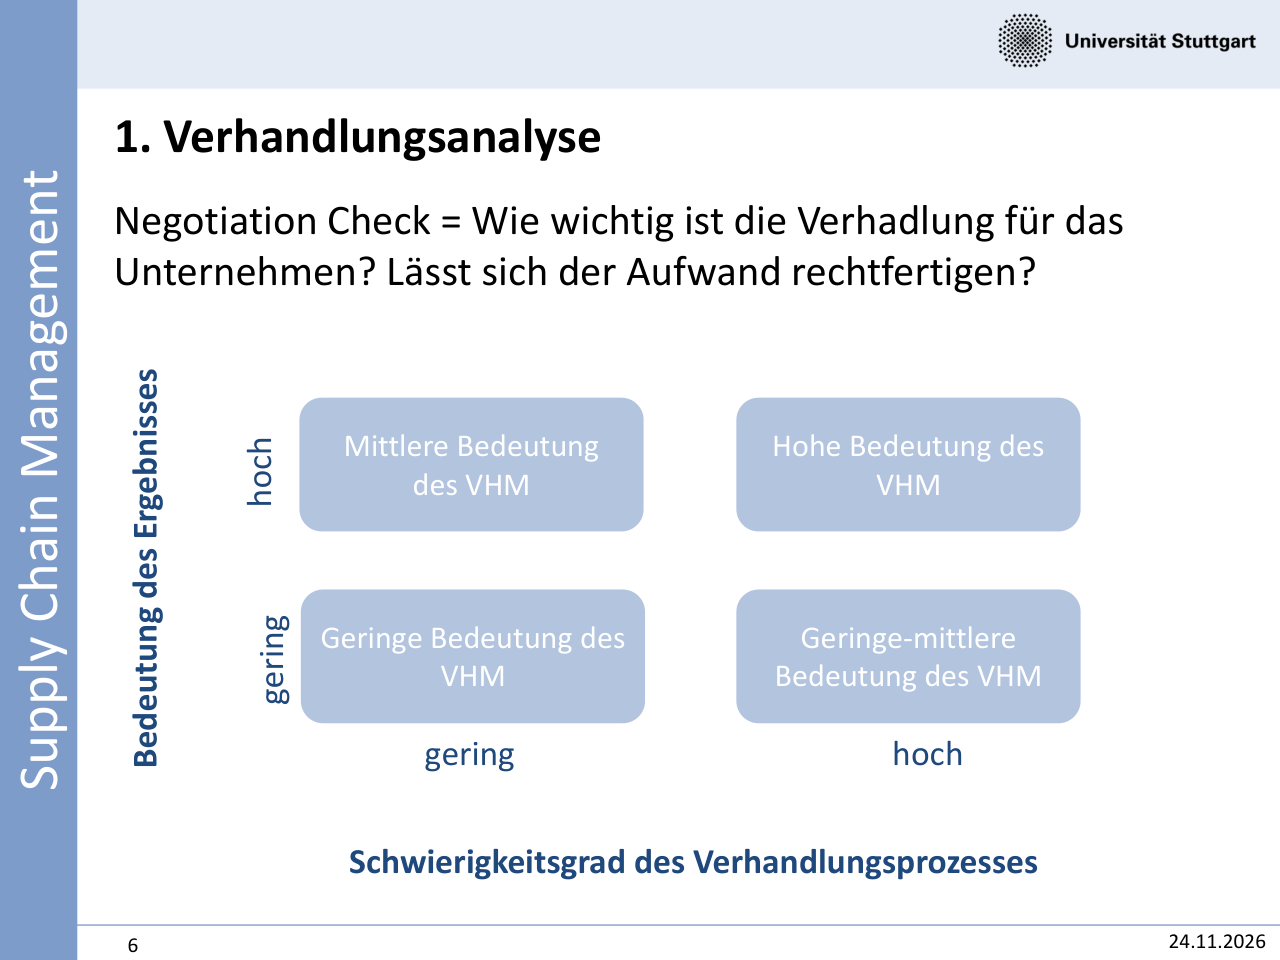 Universität Stuttgart
Supply Chain Management
1. Verhandlungsanalyse
Negotiation Check = Wie wichtig ist die Verhadlung für das
Unternehmen? Lässt sich der Aufwand rechtfertigen?
Bedeutung des Ergebnisses
hoch
Mittlere Bedeutung
des VHM
Hohe Bedeutung des
VHM
gering
Geringe Bedeutung des
VHM
Geringe-mittlere
Bedeutung des VHM
gering
hoch
Schwierigkeitsgrad des Verhandlungsprozesses
6
24.11.2026